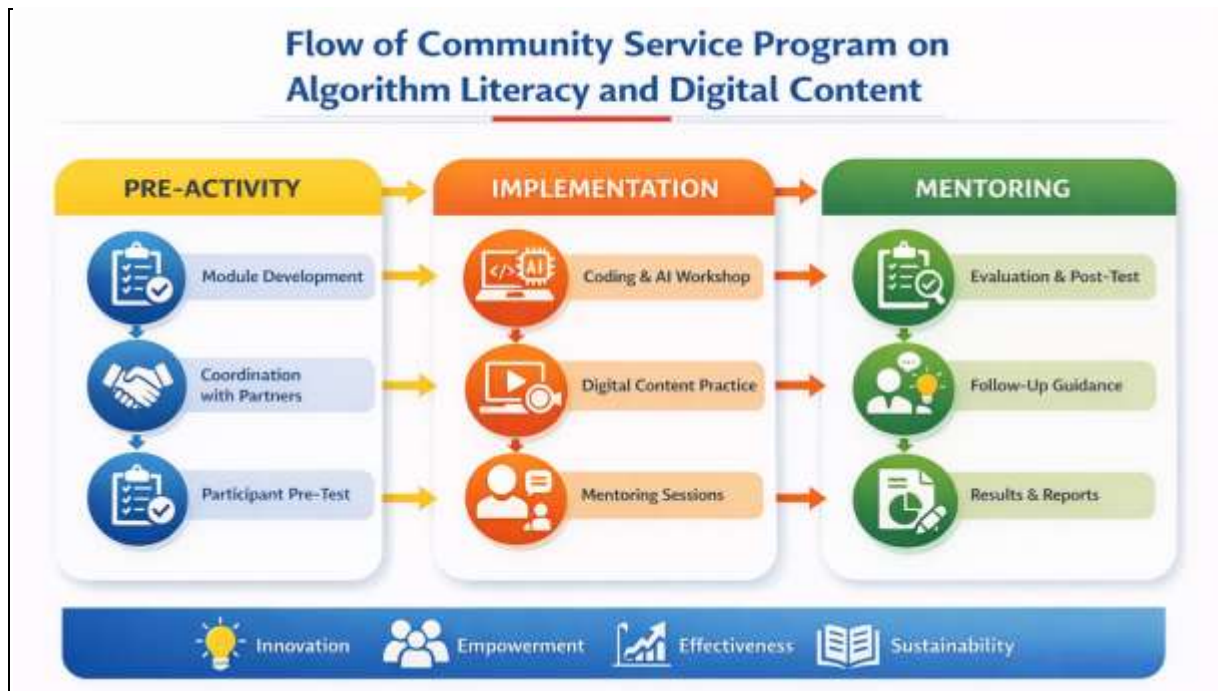 Flow of Community Service Program on
Algorithm Literacy and Digital Content
PRE-ACTIVITY
Module Development
Coordination
with Partners
Participant Pre-Test
IMPLEMENTATION
</> AI
Coding & AI Workshop
Digital Content Practice
Mentoring Sessions
MENTORING
Evaluation & Post-Test
Follow-Up Guidance
Results & Reports
Innovation
Empowerment
Effectiveness
Sustainability